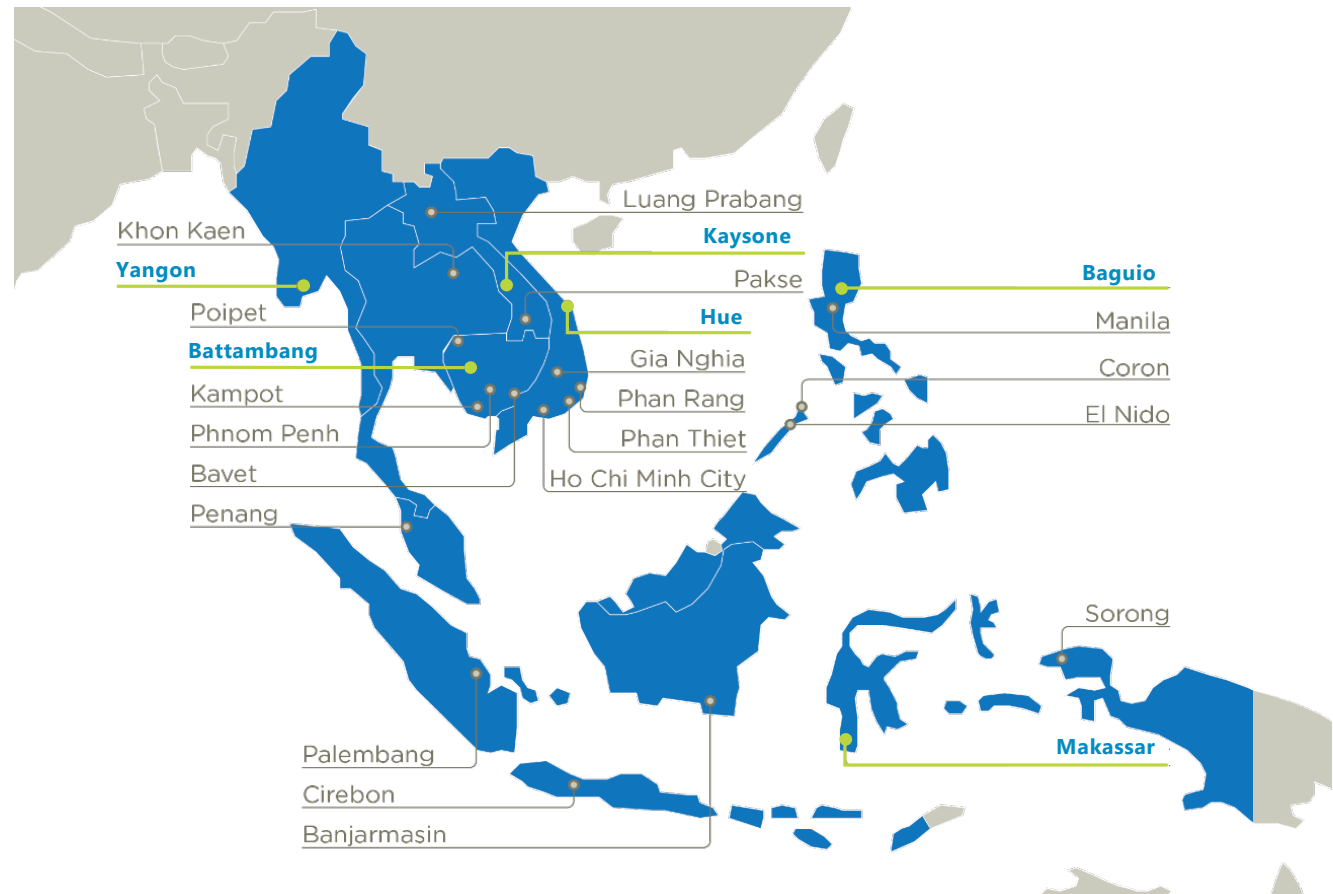 Luang Prabang
Khon Kaen
Kaysone
Yangon
Pakse
Baguio
Poipet
Hue
Manila
Battambang
Gia Nghia
Coron
Kampot
Phan Rang
El Nido
Phnom Penh
Phan Thiet
Bavet
Ho Chi Minh City
Penang
Sorong
Makassar
Palembang
Cirebon
Banjarmasin